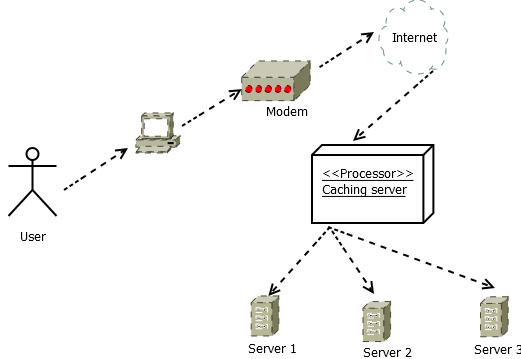 Internet
Modem
<<Processor>>
Caching server
User
Server 1
Server 2
Server 3